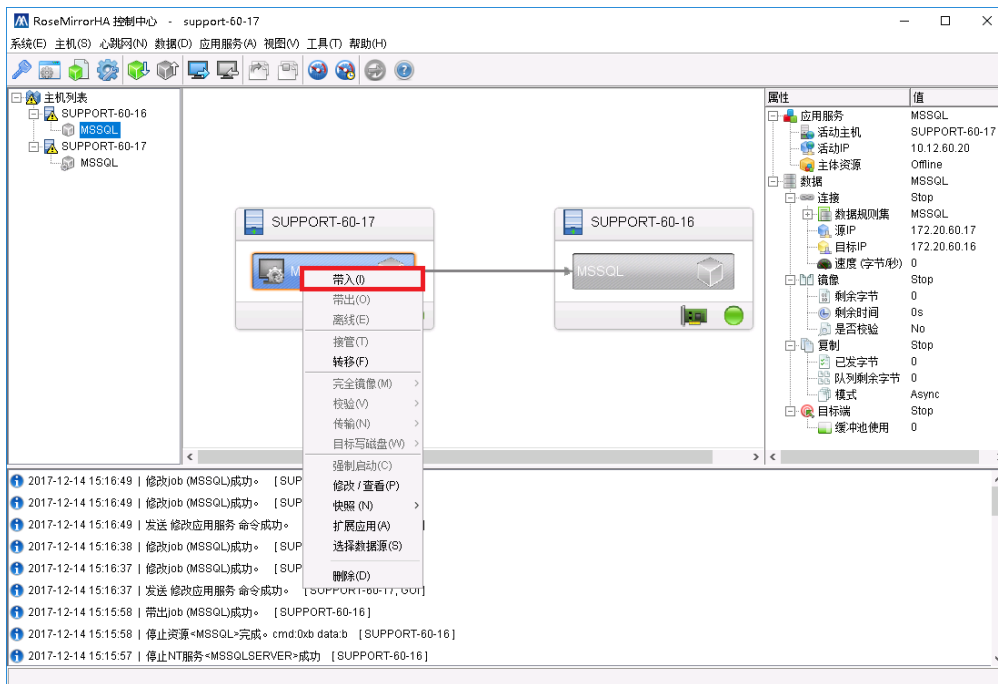 RoseMirrorHA 控制中心 - support-60-17
系统(E) 主机(S) 心跳网(N) 数据(D) 应用服务(A) 视图(V) 工具(T) 帮助(H)
主机列表
SUPPORT-60-16
MSSQL
SUPPORT-60-17
MSSQL
SUPPORT-60-17
SUPPORT-60-16
MSSQL
带入(I)
带出(O)
离线(E)
接管(T)
转移(F)
完全镜像(M)
校验(V)
传输(N)
目标写磁盘(W)
强制启动(C)
修改 / 查看(P)
快照 (N)
扩展应用(A)
选择数据源(S)
删除(D)
属性 值
应用服务 MSSQL
活动主机 SUPPORT-60-17
活动IP 10.12.60.20
主体资源 Offline
数据 MSSQL
连接 Stop
数据规则集 MSSQL
源IP 172.20.60.17
目标IP 172.20.60.16
速度 (字节/秒) 0
镜像 Stop
剩余字节 0
剩余时间 0s
是否校验 No
复制 Stop
已发字节 0
队列剩余字节 0
模式 Async
目标端 Stop
缓冲池使用 0
2017-12-14 15:16:49 | 修改job (MSSQL)成功。 [SUP
2017-12-14 15:16:49 | 修改job (MSSQL)成功。 [SUP
2017-12-14 15:16:49 | 发送 修改应用服务 命令成功。
2017-12-14 15:16:38 | 修改job (MSSQL)成功。 [SUP
2017-12-14 15:16:37 | 修改job (MSSQL)成功。 [SUP
2017-12-14 15:16:37 | 发送 修改应用服务 命令成功。 [SUPPORT-60-17, GUI]
2017-12-14 15:15:58 | 带出job (MSSQL)成功。 [SUPPORT-60-16]
2017-12-14 15:15:58 | 停止资源<MSSQL>完成。cmd:0xb data:b [SUPPORT-60-16]
2017-12-14 15:15:57 | 停止NT服务<MSSQLSERVER>成功 [SUPPORT-60-16]